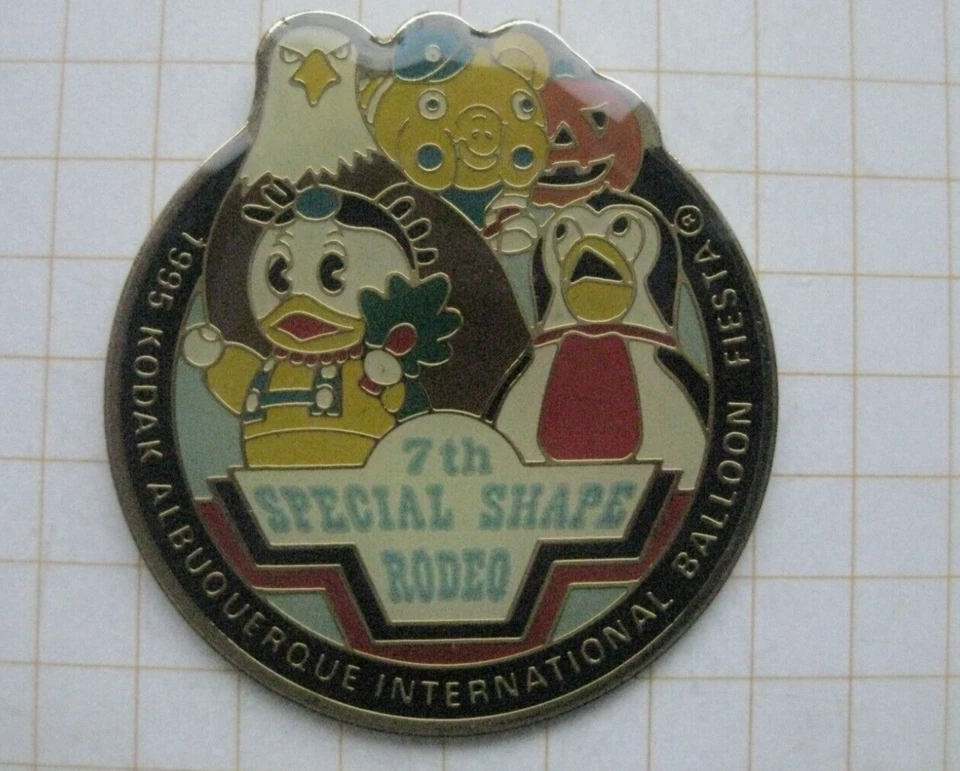 7th
SPECIAL SHAPE
RODEO
1995 KODAK ALBUQUERQUE INTERNATIONAL BALLOON FIESTA®